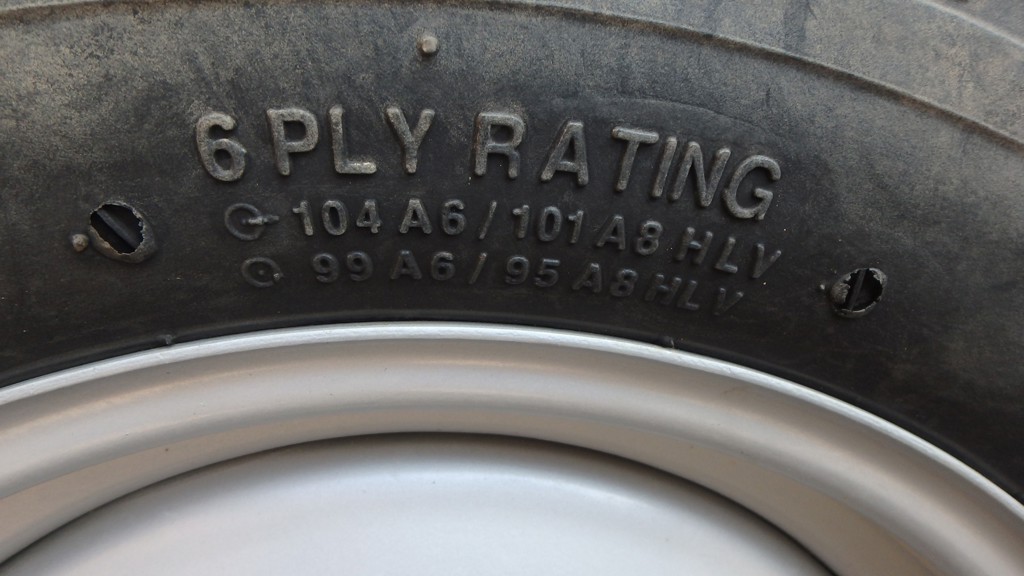 6 PLY RATING
104 A6 / 101 A8 HLV
99 A6 / 95 A8 HLV